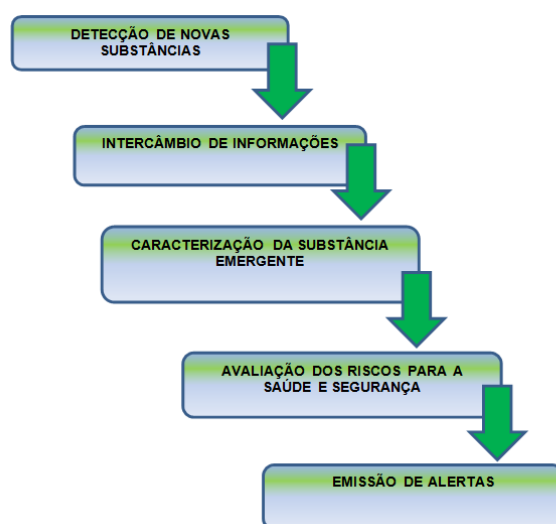 DETECÇÃO DE NOVAS
SUBSTÂNCIAS
INTERCÂMBIO DE INFORMAÇÕES
CARACTERIZAÇÃO DA SUBSTÂNCIA
EMERGENTE
AVALIAÇÃO DOS RISCOS PARA A
SAÚDE E SEGURANÇA
EMISSÃO DE ALERTAS